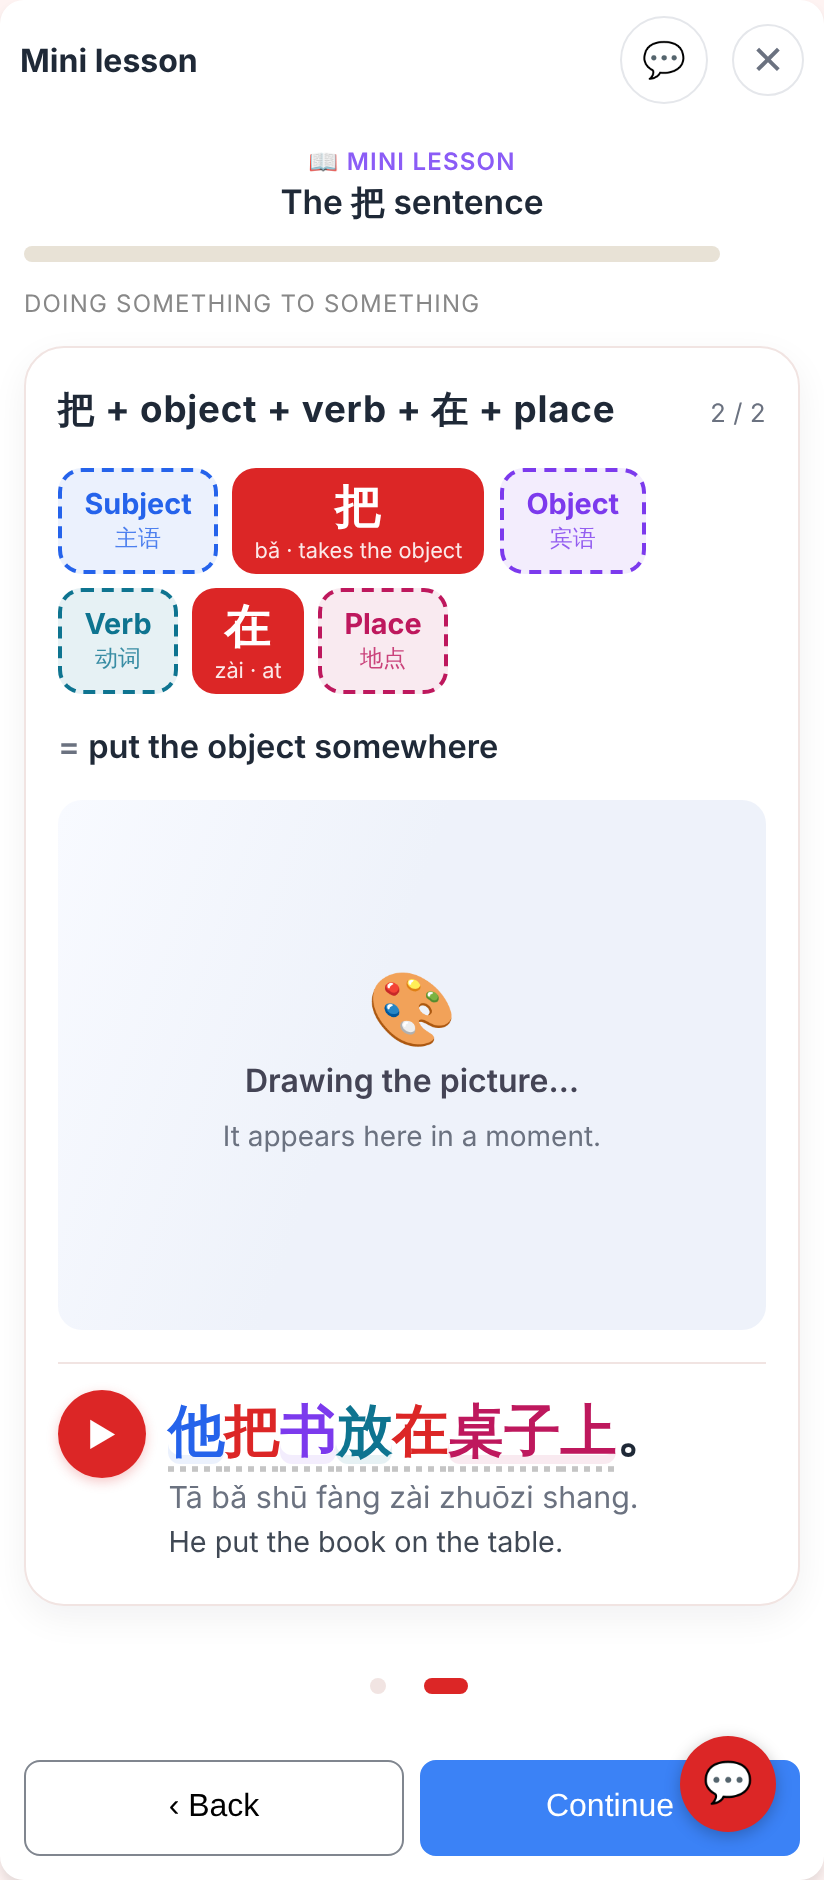 Mini lesson
📖 MINI LESSON
The 把 sentence
DOING SOMETHING TO SOMETHING
把 + object + verb + 在 + place
2 / 2
Subject
主语
把
bǎ · takes the object
Object
宾语
Verb
动词
在
zài · at
Place
地点
= put the object somewhere
Drawing the picture...
It appears here in a moment.
他把书放在桌子上。
Tā bǎ shū fàng zài zhuōzi shang.
He put the book on the table.
‹ Back
Continue